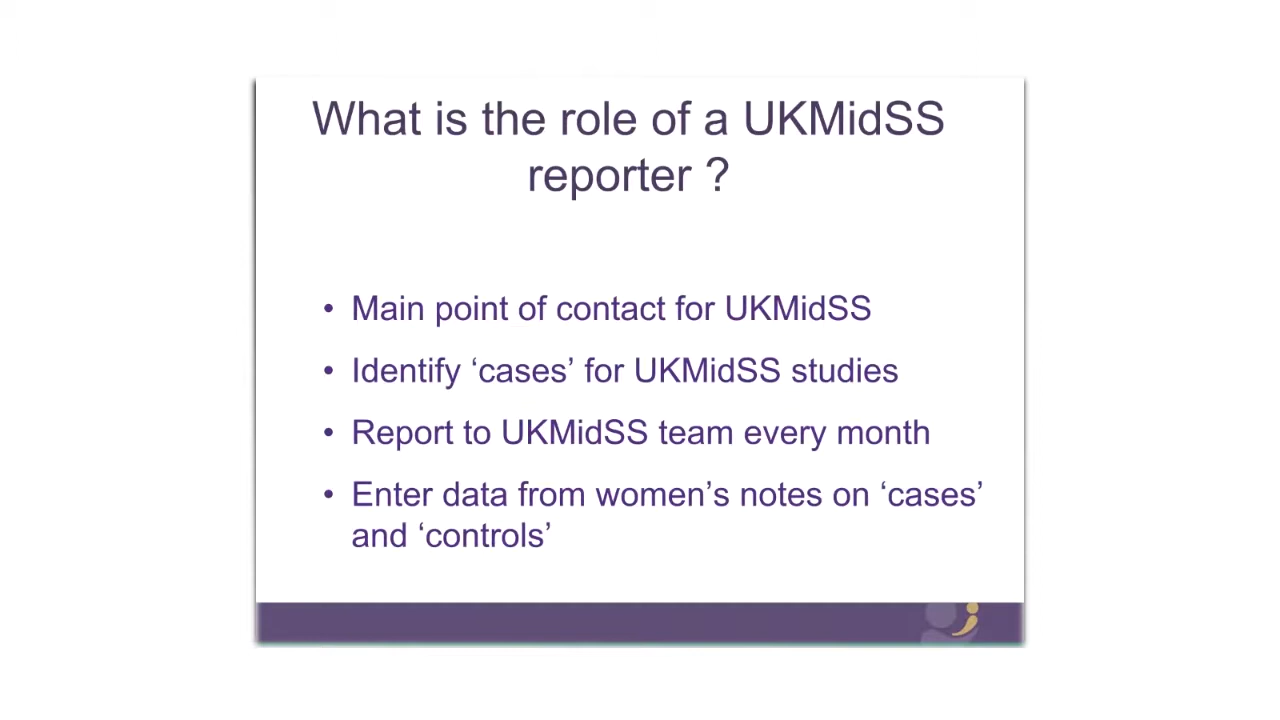 What is the role of a UKMidSS
reporter ?
• Main point of contact for UKMidSS
• Identify ‘cases’ for UKMidSS studies
• Report to UKMidSS team every month
• Enter data from women’s notes on ‘cases’
and ‘controls’